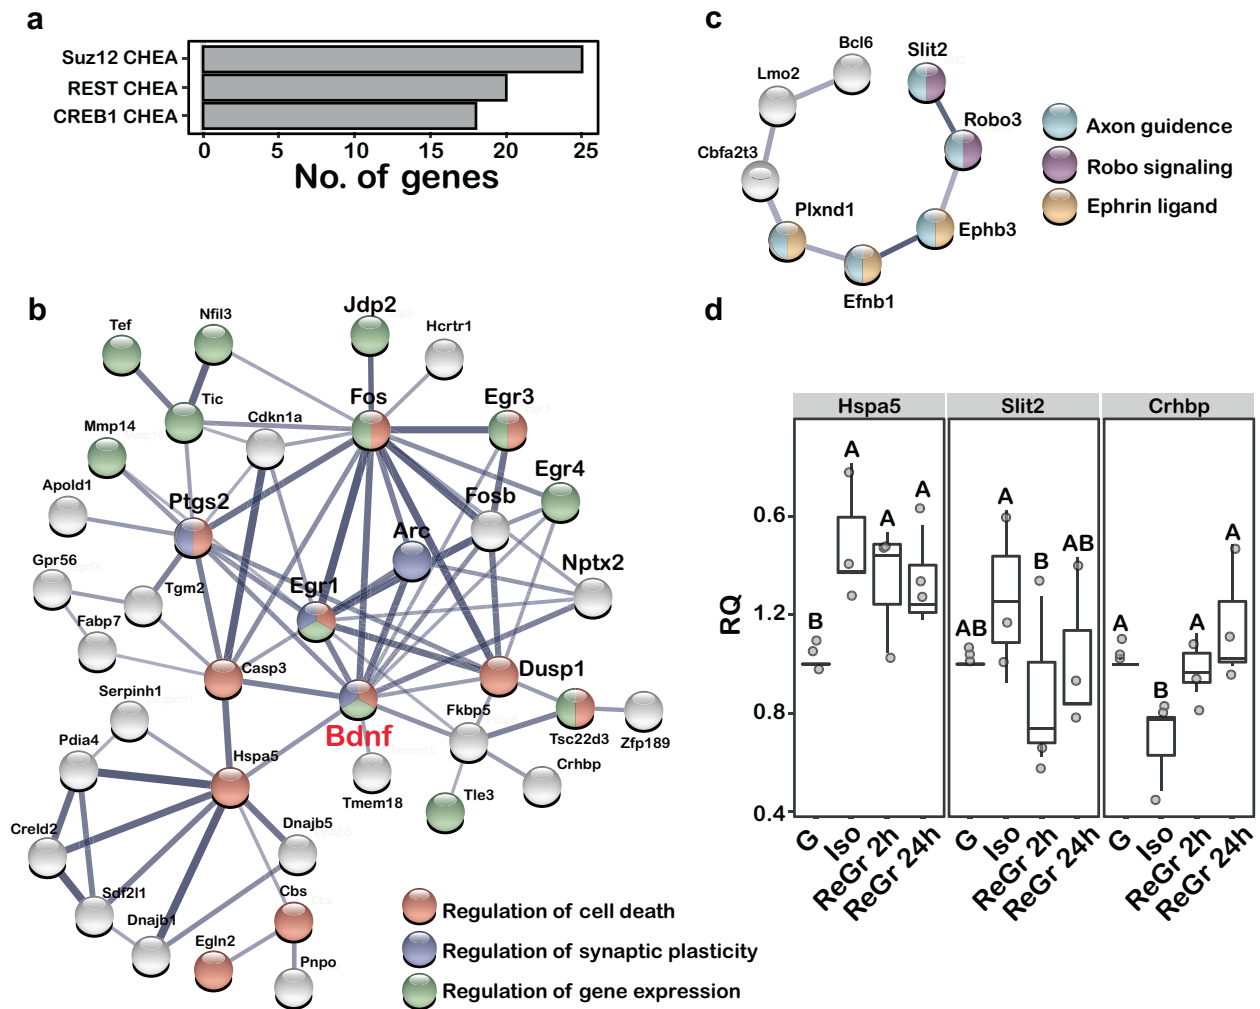 a
Suz12 CHEA
REST CHEA
CREB1 CHEA
0 5 10 15 20 25
No. of genes
c
Bcl6
Slit2
Lmo2
Robo3
Cbfa2t3
Plxnd1
Ephb3
Efnb1
Axon guidence
Robo signaling
Ephrin ligand
b
Jdp2
Nfil3
Tef
Hcrtr1
Fos
Egr3
Tic
Cdkn1a
Mmp14
Egr4
Apold1
Ptgs2
Fosb
Arc
Gpr56
Tgm2
Egr1
Nptx2
Fabp7
Casp3
Dusp1
Serpinh1
Bdnf
Fkbp5
Tsc22d3
Zfp189
Pdia4
Hspa5
Tmem18
Crhbp
Tle3
Creld2
Dnajb5
Sdf2l1
Cbs
Dnajb1
Egln2
Pnpo
Regulation of cell death
Regulation of synaptic plasticity
Regulation of gene expression
d
Hspa5 Slit2 Crhbp
RQ
0.6
1.2
0.8
0.4
B A A A
AB A B AB
A B A A
G Iso ReGr 2h ReGr 24h
G Iso ReGr 2h ReGr 24h
G Iso ReGr 2h ReGr 24h